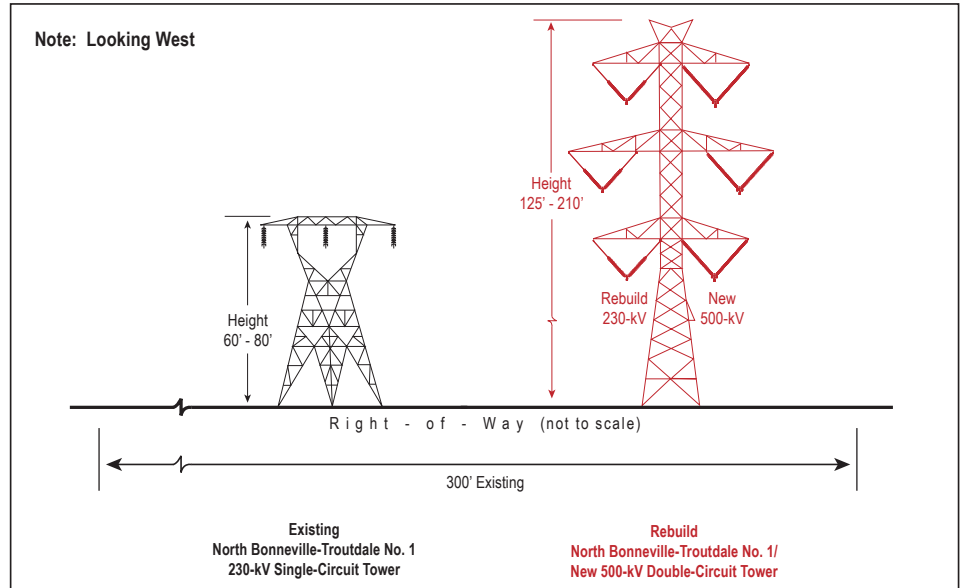 Note: Looking West
Height
125' - 210'
Height
60' - 80'
Rebuild
230-kV
New
500-kV
Right - of - Way (not to scale)
300' Existing
Existing
North Bonneville-Troutdale No. 1
230-kV Single-Circuit Tower
Rebuild
North Bonneville-Troutdale No. 1/
New 500-kV Double-Circuit Tower